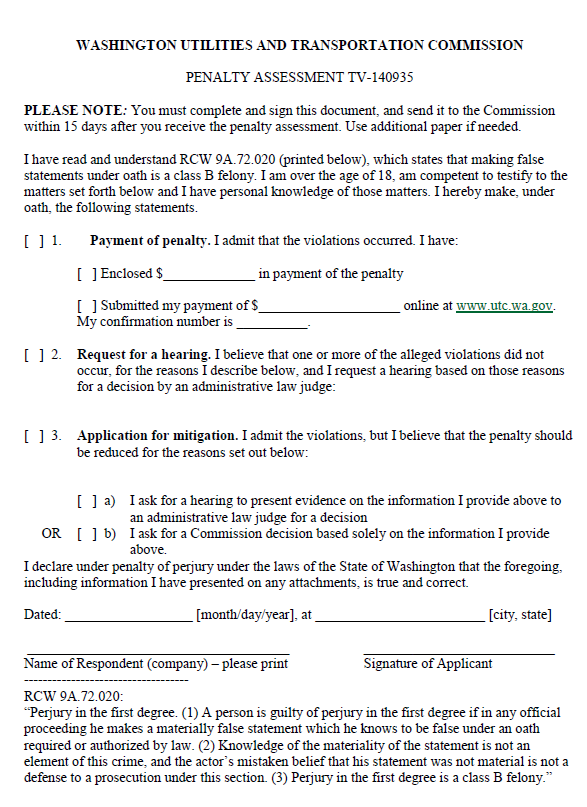 WASHINGTON UTILITIES AND TRANSPORTATION COMMISSION
PENALTY ASSESSMENT TV-140935
PLEASE NOTE: You must complete and sign this document, and send it to the Commission
within 15 days after you receive the penalty assessment. Use additional paper if needed.
I have read and understand RCW 9A.72.020 (printed below), which states that making false
statements under oath is a class B felony. I am over the age of 18, am competent to testify to the
matters set forth below and I have personal knowledge of those matters. I hereby make, under
oath, the following statements.
[ ] 1. Payment of penalty. I admit that the violations occurred. I have:
[ ] Enclosed $______________ in payment of the penalty
[ ] Submitted my payment of $_____________________ online at www.utc.wa.gov.
My confirmation number is ___________.
[ ] 2. Request for a hearing. I believe that one or more of the alleged violations did not
occur, for the reasons I describe below, and I request a hearing based on those reasons
for a decision by an administrative law judge:
[ ] 3. Application for mitigation. I admit the violations, but I believe that the penalty should
be reduced for the reasons set out below:
[ ] a) I ask for a hearing to present evidence on the information I provide above to
an administrative law judge for a decision
OR [ ] b) I ask for a Commission decision based solely on the information I provide
above.
I declare under penalty of perjury under the laws of the State of Washington that the foregoing,
including information I have presented on any attachments, is true and correct.
Dated: ___________________ [month/day/year], at __________________________ [city, state]
Name of Respondent (company) – please print Signature of Applicant
-----------------------------------
RCW 9A.72.020:
“Perjury in the first degree. (1) A person is guilty of perjury in the first degree if in any official
proceeding he makes a materially false statement which he knows to be false under an oath
required or authorized by law. (2) Knowledge of the materiality of the statement is not an
element of this crime, and the actor’s mistaken belief that his statement was not material is not a
defense to a prosecution under this section. (3) Perjury in the first degree is a class B felony.”